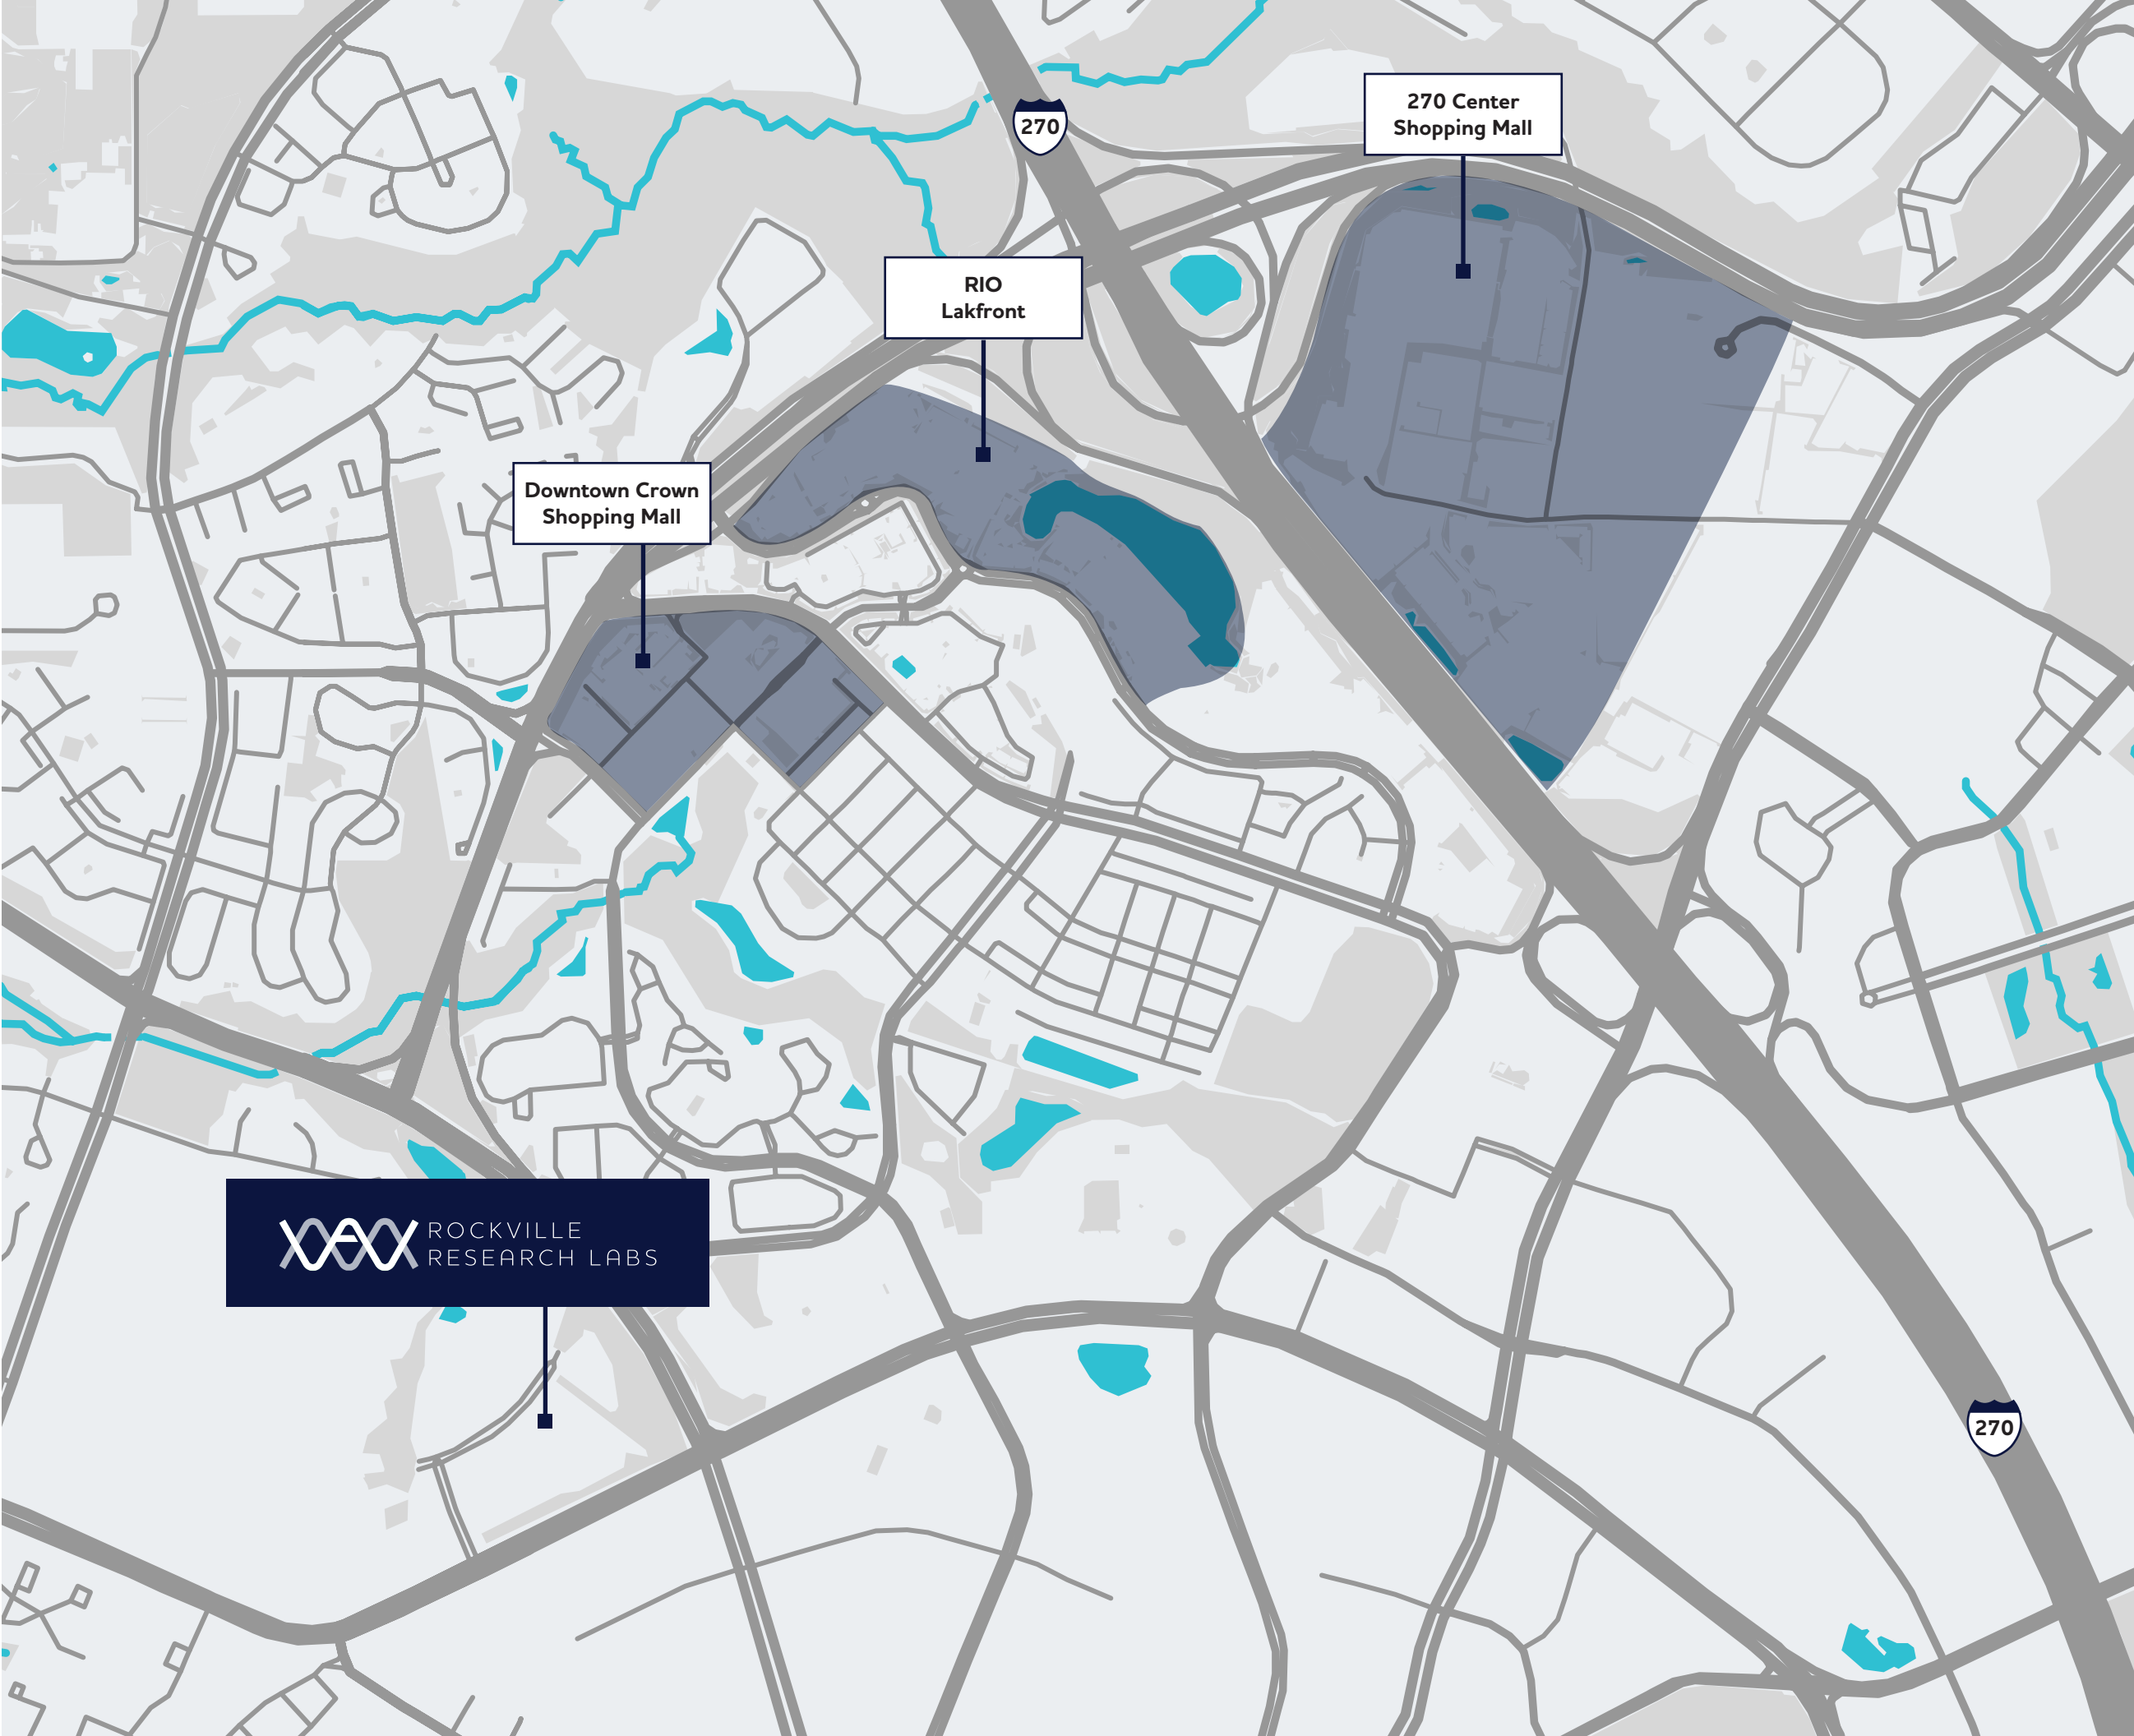 270 Center
Shopping Mall
270
RIO
Lakfront
Downtown Crown
Shopping Mall
ROCKVILLE
RESEARCH LABS
270